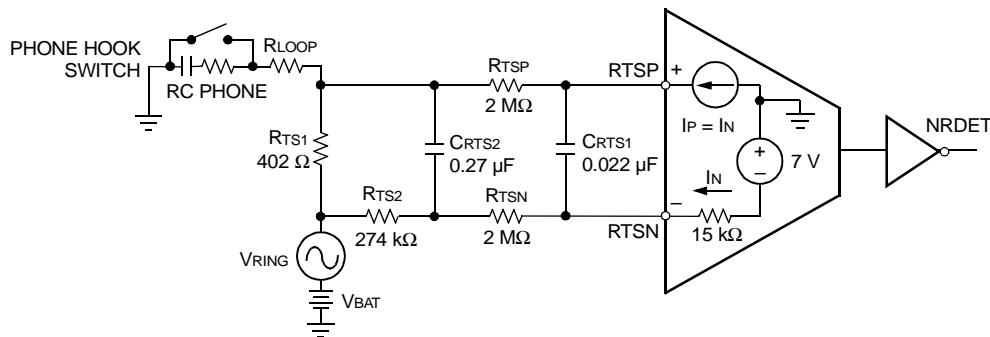 PHONE HOOK
SWITCH
RLOOP
RC PHONE
RTSP
2 MΩ
RTSP
+
IP = IN
NRDET
RTS1
402 Ω
CRTS2
0.27 µF
CRTS1
0.022 µF
+
–
7 V
IN
RTS2
274 kΩ
RTSN
2 MΩ
–
RTSN
15 kΩ
VRING
VBAT